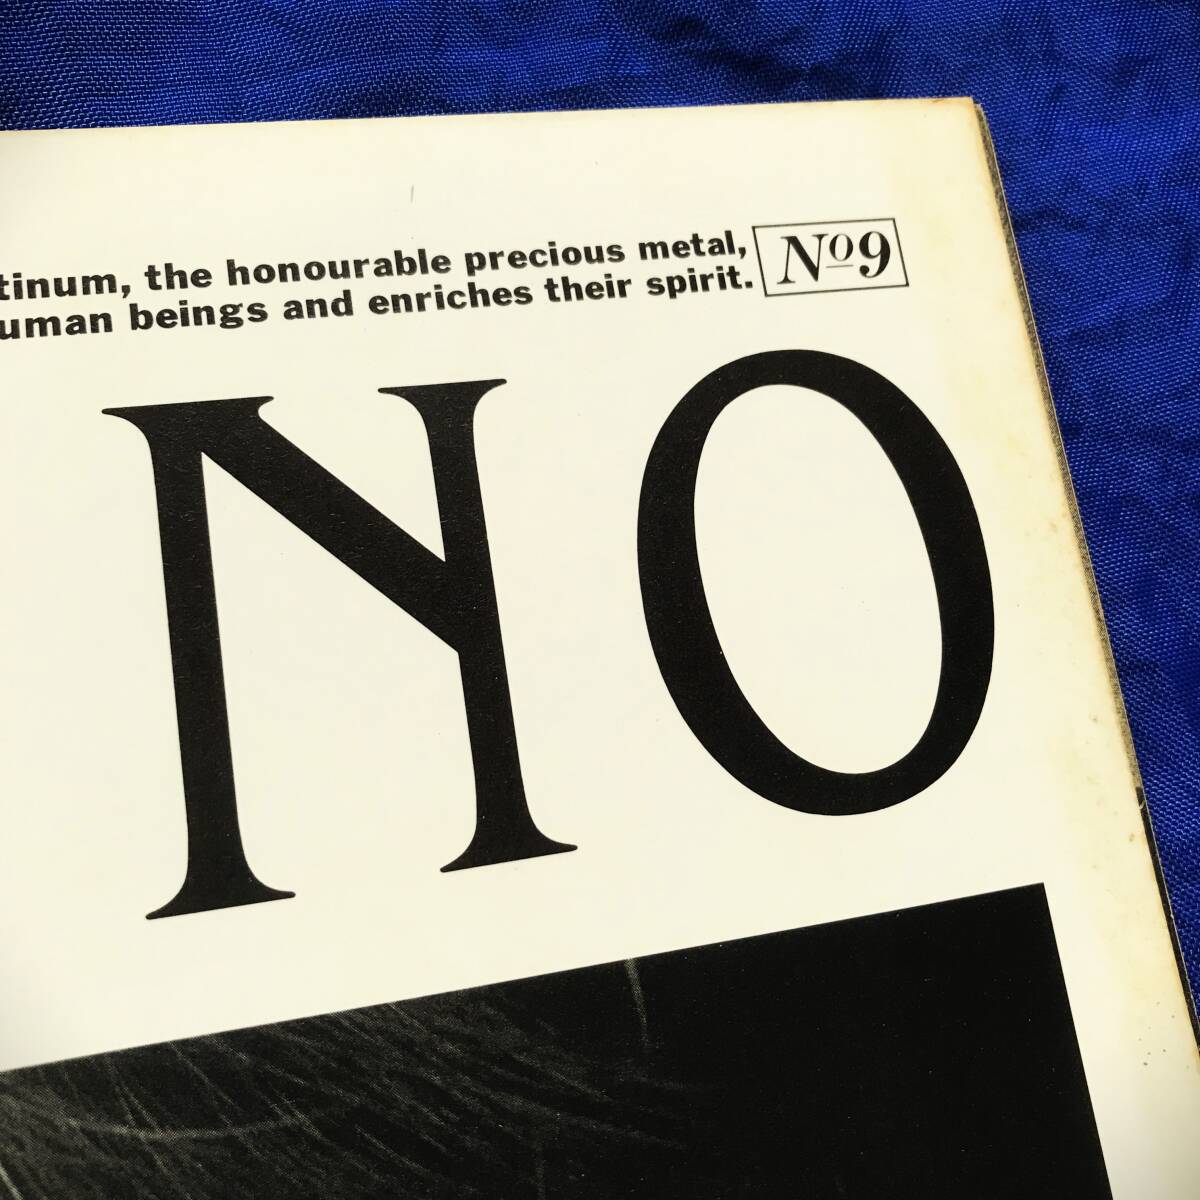 tinum, the honourable precious metal,
uman beings and enriches their spirit.
Nº9
NO